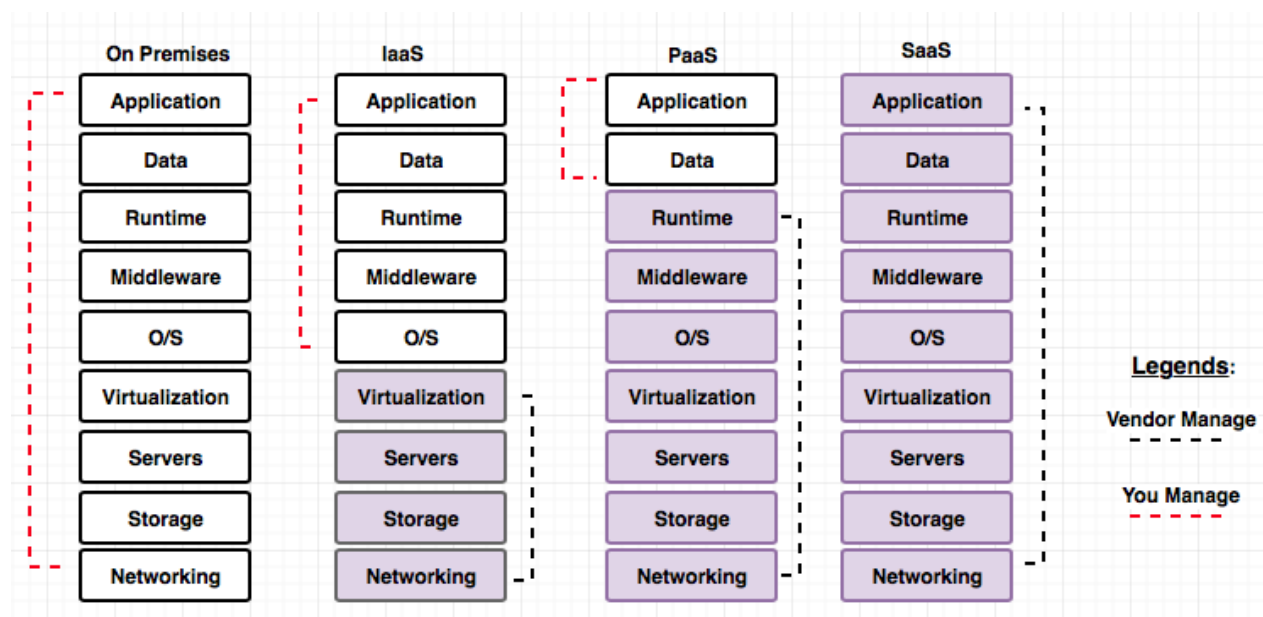 On Premises
Application
Data
Runtime
Middleware
O/S
Virtualization
Servers
Storage
Networking
IaaS
Application
Data
Runtime
Middleware
O/S
Virtualization
Servers
Storage
Networking
PaaS
Application
Data
Runtime
Middleware
O/S
Virtualization
Servers
Storage
Networking
SaaS
Application
Data
Runtime
Middleware
O/S
Virtualization
Servers
Storage
Networking
Legends:
Vendor Manage
You Manage